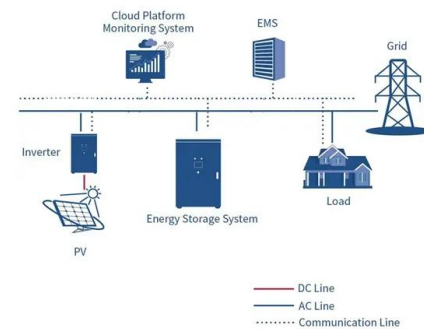 Cloud Platform
Monitoring System
EMS
Grid
Inverter
Energy Storage System
Load
PV
DC Line
AC Line
Communication Line